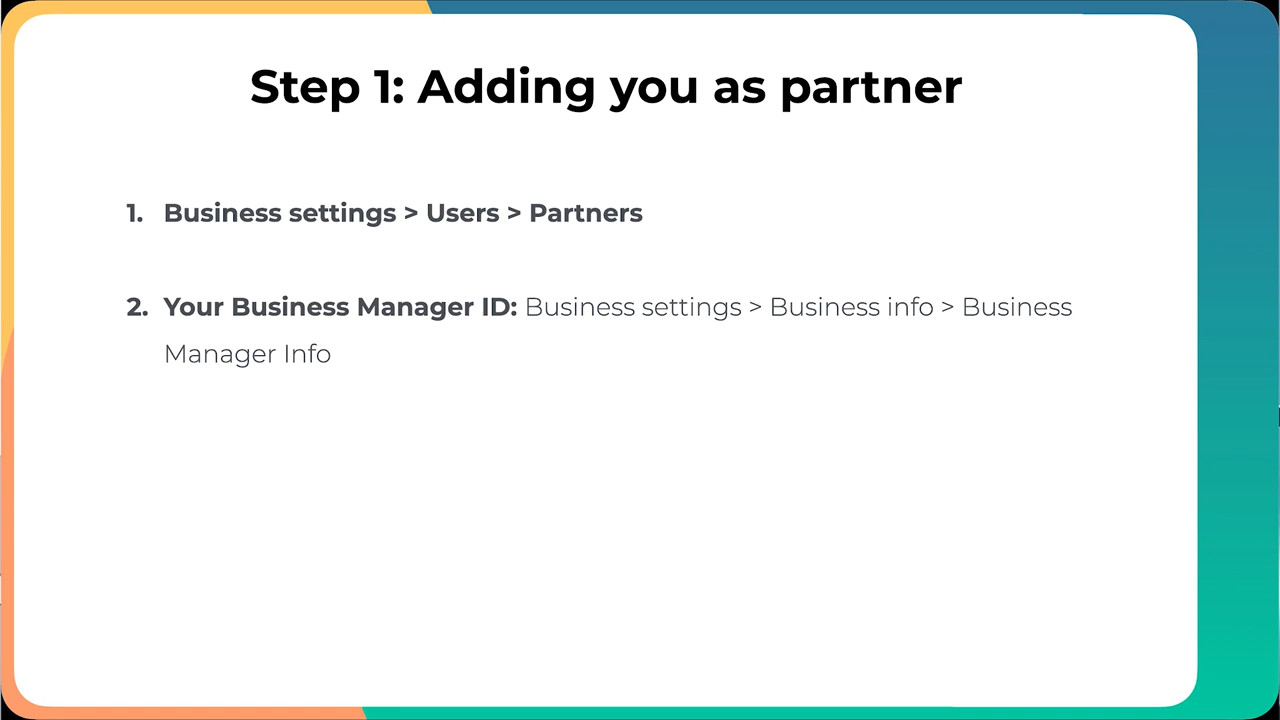 Step 1: Adding you as partner
1. Business settings > Users > Partners
2. Your Business Manager ID: Business settings > Business info > Business
Manager Info